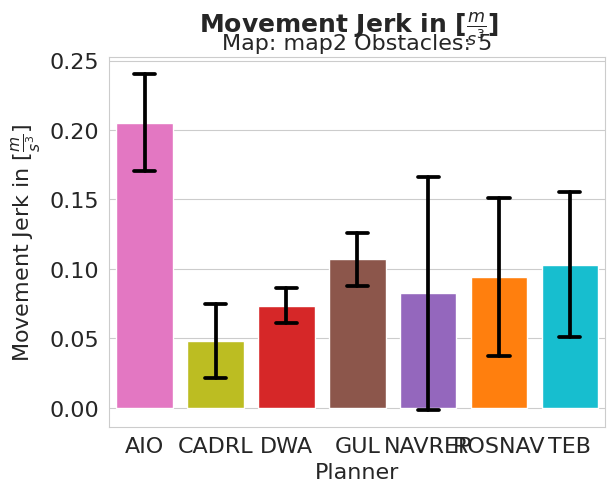 Movement Jerk in [m/s³]
Map: map2 Obstacles: 5
Movement Jerk in [m/s³]
0.25
0.20
0.15
0.10
0.05
0.00
AIO CADRL DWA GUL NAVREP ROSNAV TEB
Planner